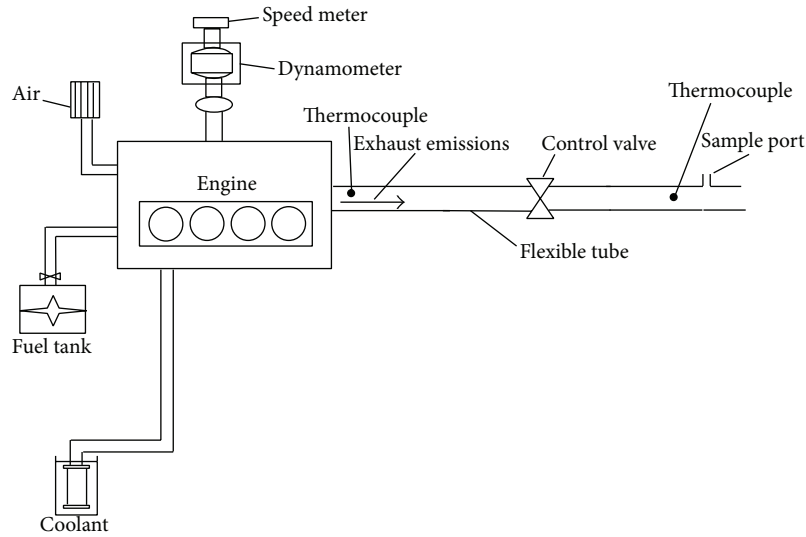 Speed meter
Dynamometer
Air
Thermocouple
Thermocouple
Exhaust emissions
Control valve
Sample port
Engine
Flexible tube
Fuel tank
Coolant